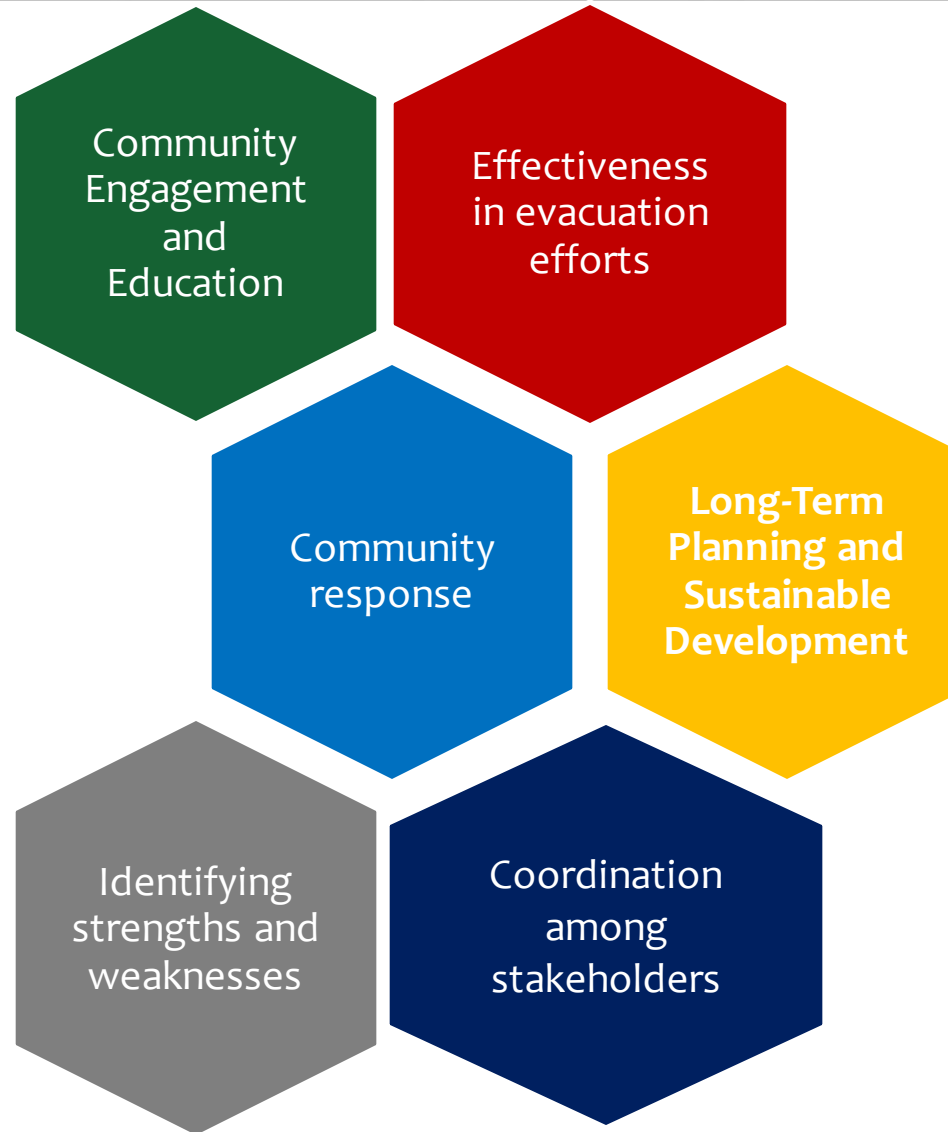 Community
Engagement
and
Education
Effectiveness
in evacuation
efforts
Community
response
Long-Term
Planning and
Sustainable
Development
Identifying
strengths and
weaknesses
Coordination
among
stakeholders